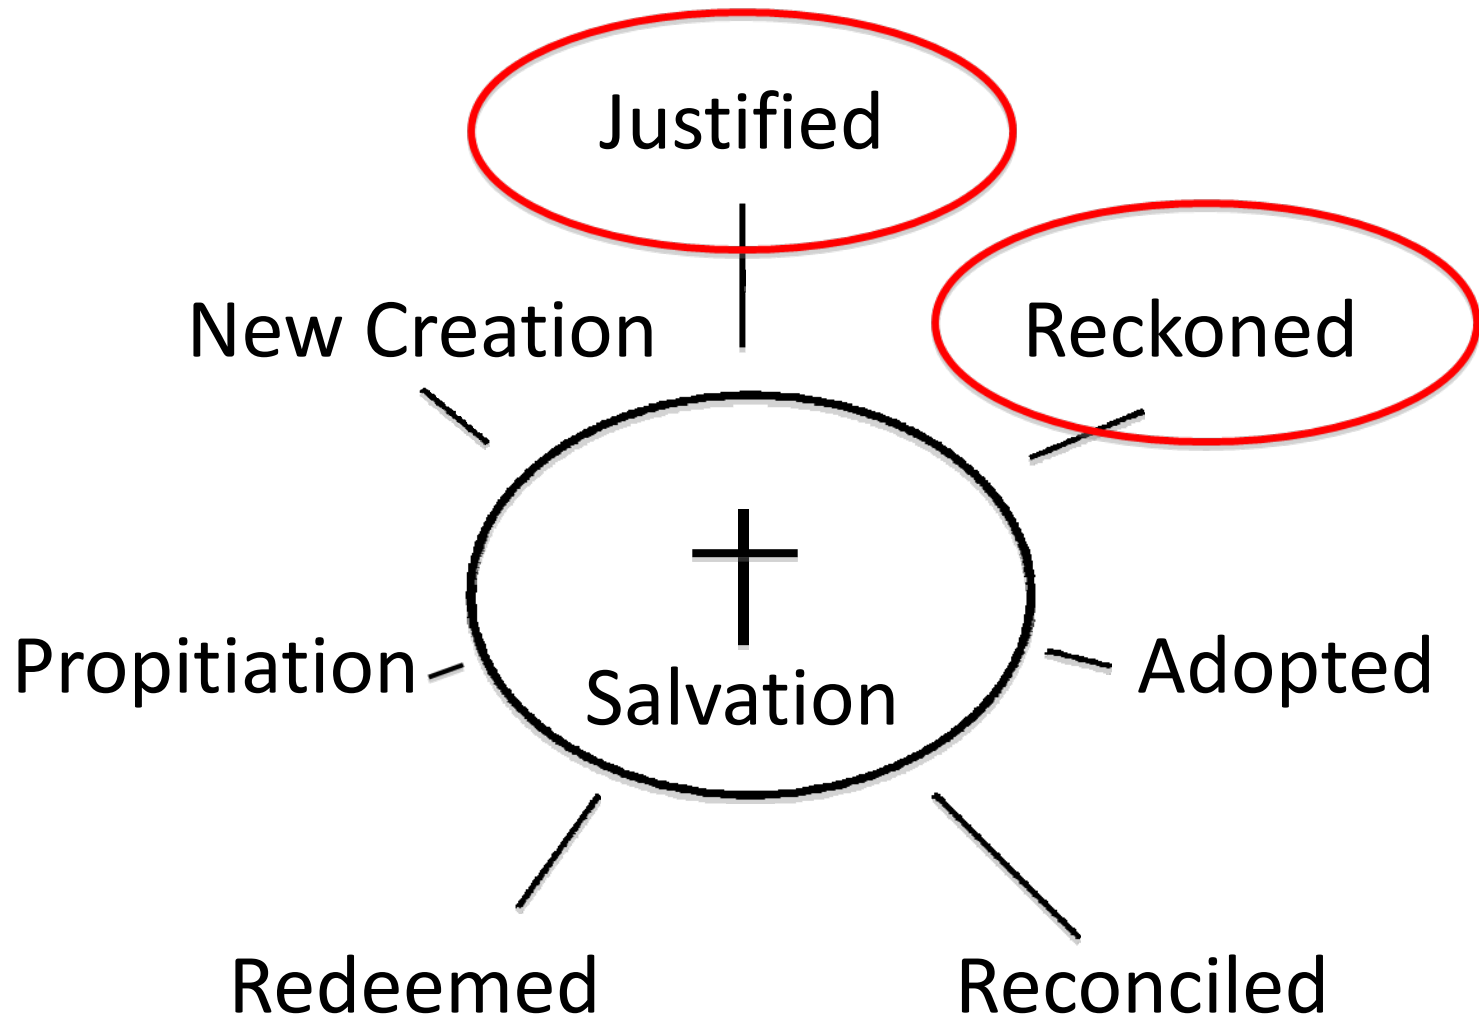 Justified
New Creation
Reckoned
Propitiation
Salvation
Adopted
Redeemed
Reconciled